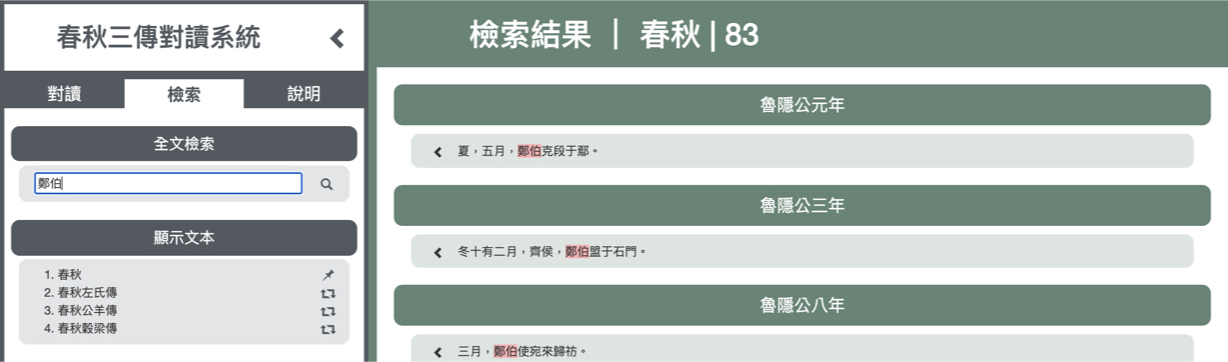 春秋三傳對讀系統
對讀 檢索 說明
全文檢索
鄭伯
顯示文本
1. 春秋
2. 春秋左氏傳
3. 春秋公羊傳
4. 春秋穀梁傳
檢索結果 | 春秋 | 83
魯隱公元年
夏，五月，鄭伯克段于鄢。
魯隱公三年
冬十有二月，齊侯，鄭伯盟于石門。
魯隱公八年
三月，鄭伯使宛來歸祊。